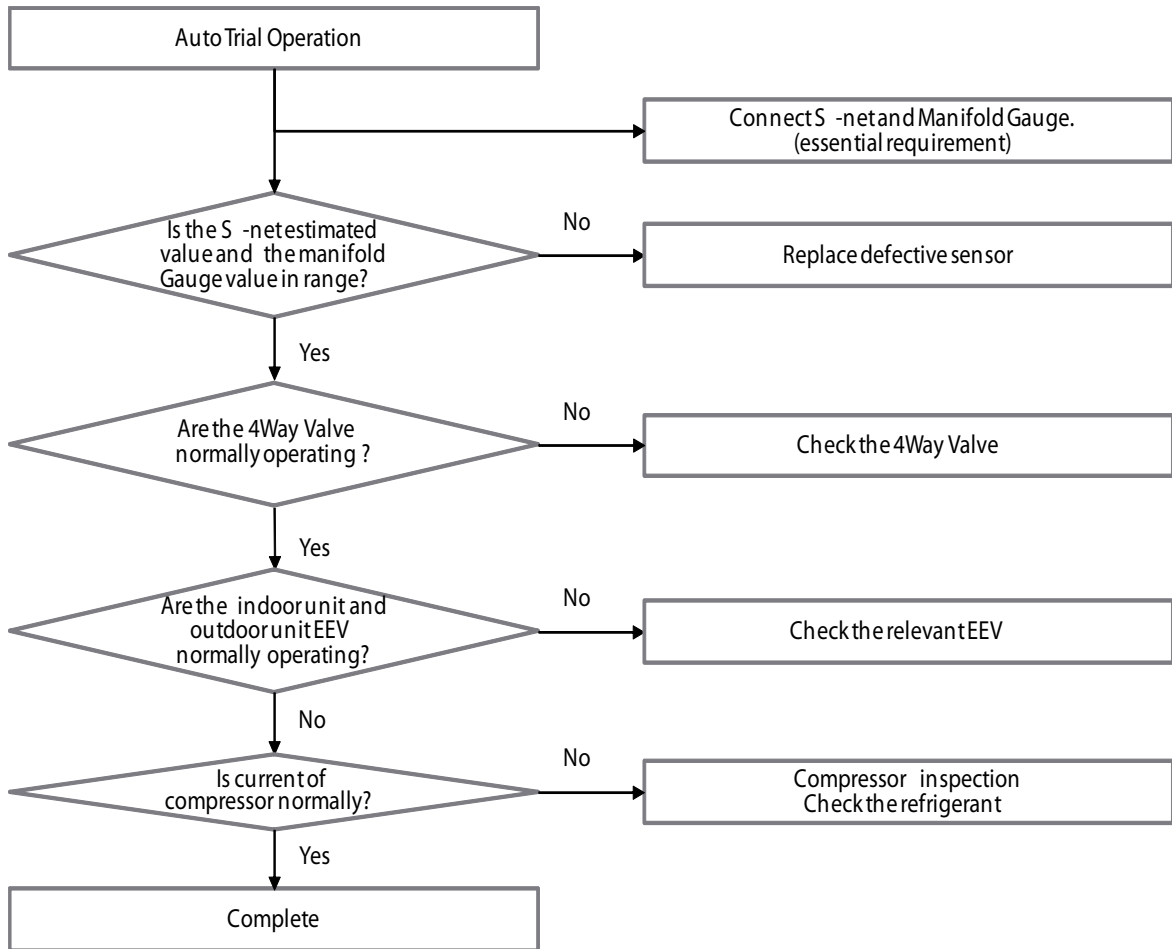 Auto Trial Operation
Connect S -net and Manifold Gauge.
(essential requirement)
Is the S -net estimated
value and the manifold
Gauge value in range?
No
Replace defective sensor
Yes
Are the 4Way Valve
normally operating ?
No
Check the 4Way Valve
Yes
Are the indoor unit and
outdoor unit EEV
normally operating?
No
Check the relevant EEV
No
Is current of
compressor normally?
No
Compressor inspection
Check the refrigerant
Yes
Complete